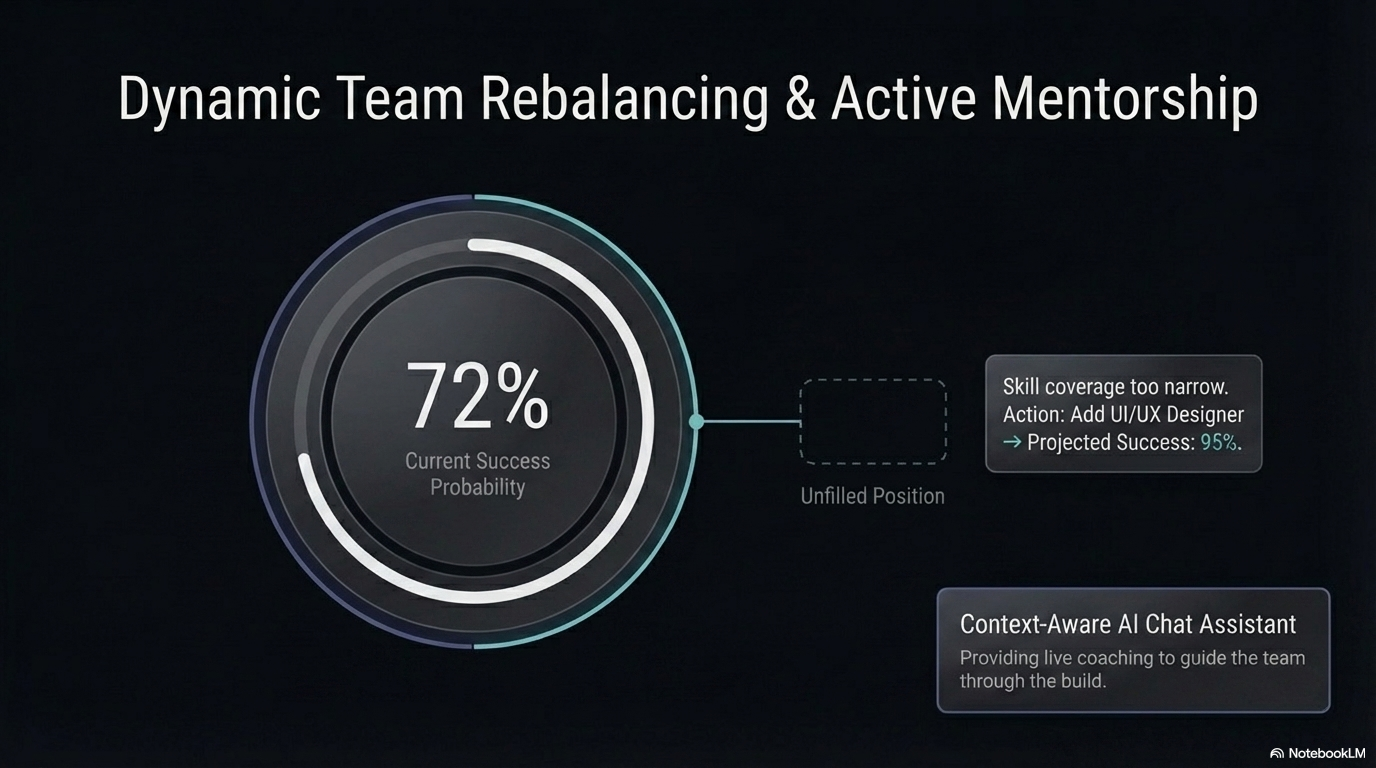 Dynamic Team Rebalancing & Active Mentorship
72%
Current Success
Probability
Unfilled Position
Skill coverage too narrow.
Action: Add UI/UX Designer
→ Projected Success: 95%.
Context-Aware AI Chat Assistant
Providing live coaching to guide the team
through the build.
NotebookLM